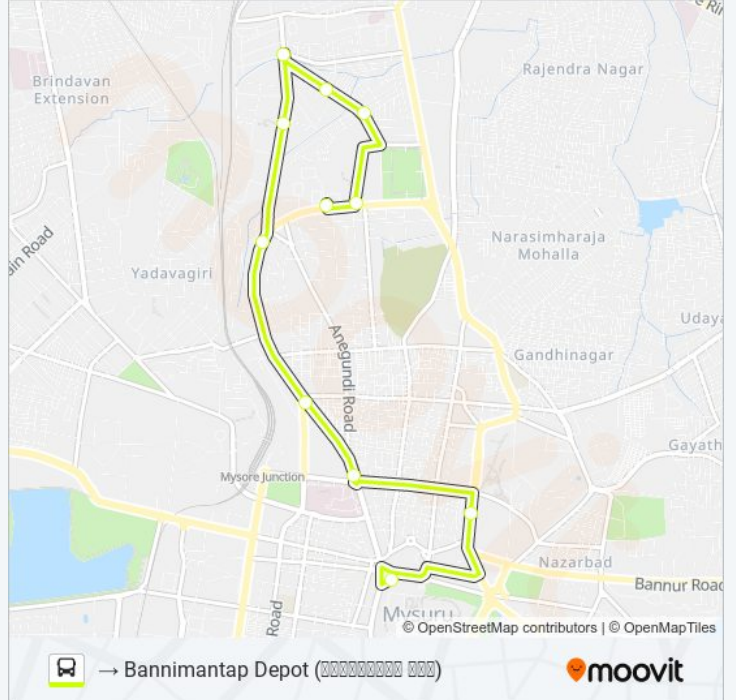 e Rin
Brindavan
Extension
Rajendra Nagar
ain Road
Narasimharaja
Mohalla
Yadavagiri
Udaya
Anegundi Road
Gandhinagar
Gayath
Mysore Junction
Nazarbad
Bannur Road
Road
Mysuru
© OpenStreetMap contributors | © OpenMapTiles
→ Bannimantap Depot (▯▯▯▯▯▯▯▯▯▯ ▯▯▯)
moovit